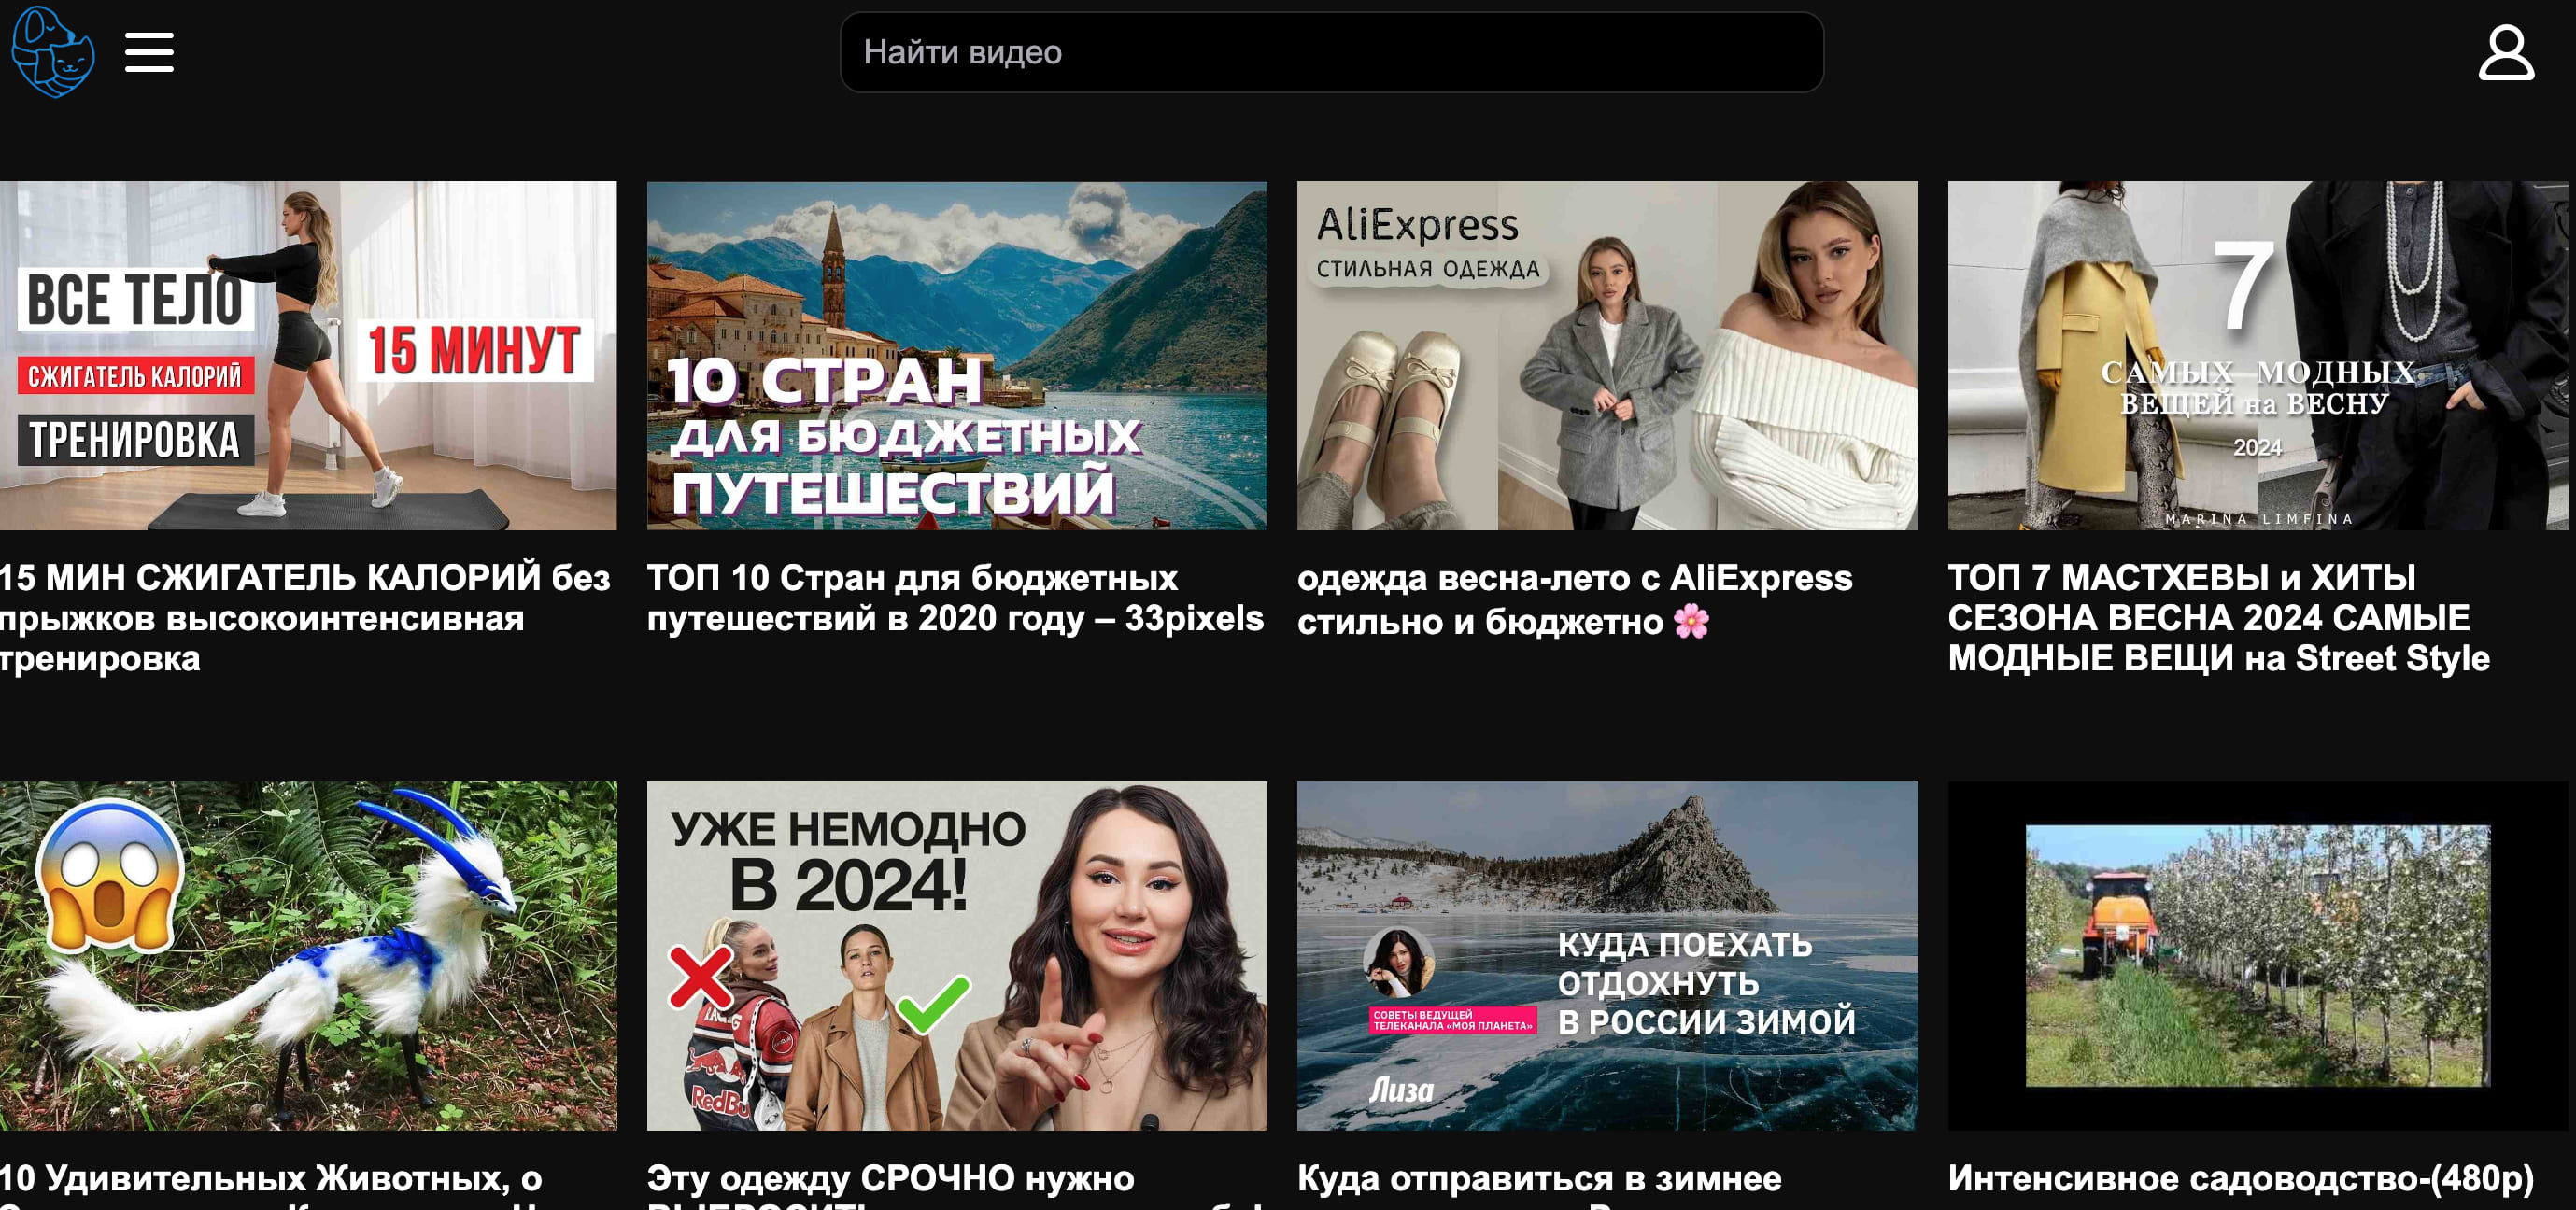 Найти видео
ВСЕ ТЕЛО
СЖИГАТЕЛЬ КАЛОРИЙ
ТРЕНИРОВКА
15 МИНУТ
10 СТРАН
ДЛЯ БЮДЖЕТНЫХ
ПУТЕШЕСТВИЙ
AliExpress
СТИЛЬНАЯ ОДЕЖДА
7
САМЫХ МОДНЫХ
ВЕЩЕЙ на ВЕСНУ
2024
MARINA LIMFINA
15 МИН СЖИГАТЕЛЬ КАЛОРИЙ без
прыжков высокоинтенсивная
тренировка
ТОП 10 Стран для бюджетных
путешествий в 2020 году – 33pixels
одежда весна-лето с AliExpress
стильно и бюджетно 🌸
ТОП 7 МАСТХЕВЫ и ХИТЫ
СЕЗОНА ВЕСНА 2024 САМЫЕ
МОДНЫЕ ВЕЩИ на Street Style
УЖЕ НЕМОДНО
В 2024!
RedBu
КУДА ПОЕХАТЬ
ОТДОХНУТЬ
В РОССИИ ЗИМОЙ
СОВЕТЫ ВЕДУЩЕЙ
ТЕЛЕКАНАЛА «МОЯ ПЛАНЕТА»
Лиза
10 Удивительных Животных, о
Эту одежду СРОЧНО нужно
Куда отправиться в зимнее
Интенсивное садоводство-(480p)